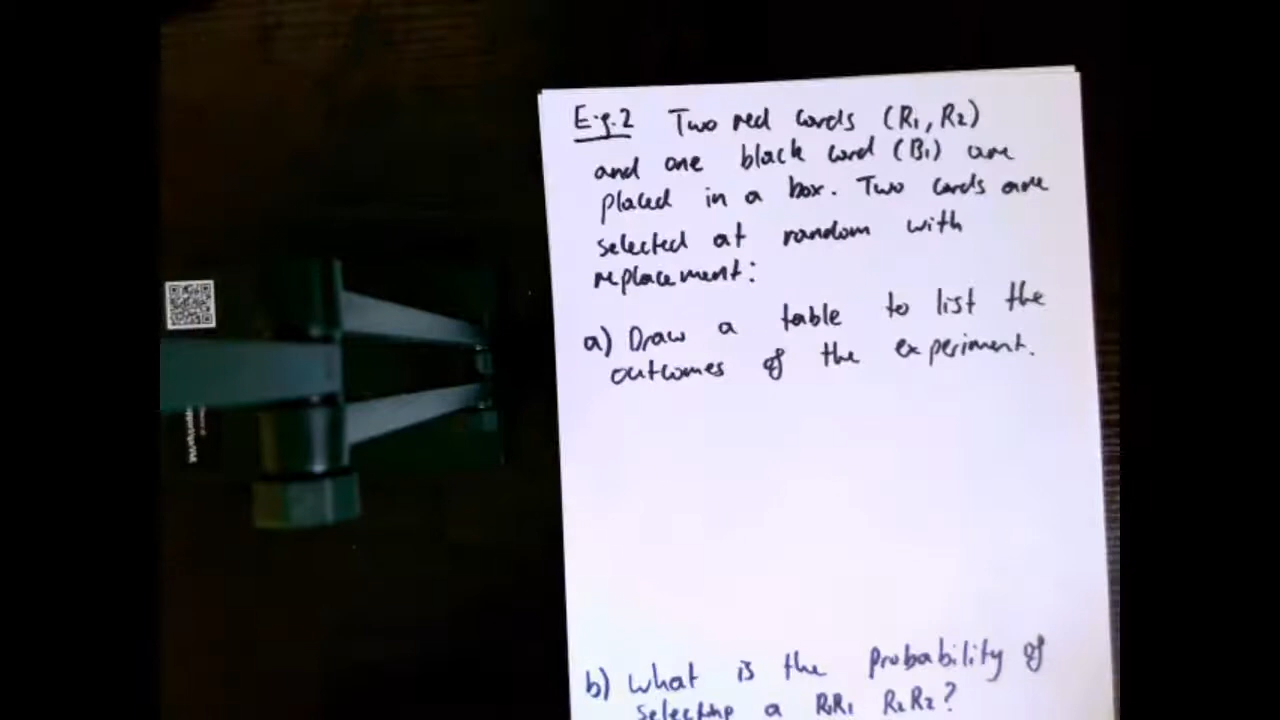 E.g.2 Two red cards (R1, R2)
and one black card (B1) are
placed in a box. Two cards are
selected at random with
replacement:
a) Draw a table to list the
outcomes of the experiment.
b) What is the probability of
selecting a R1R1 R2R2?